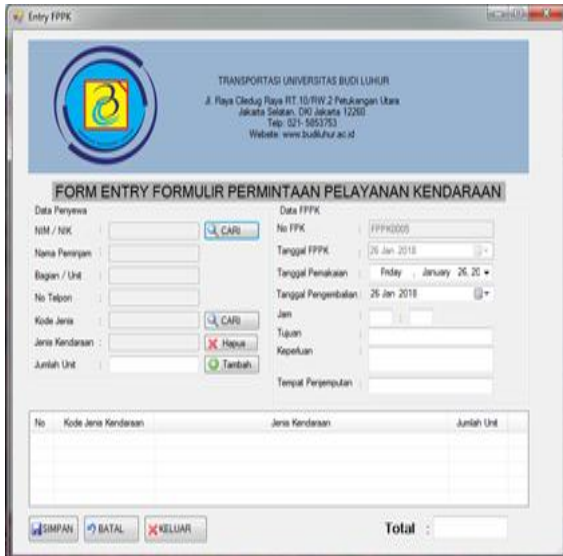 Entry FPPK
TRANSPORTASI UNIVERSITAS BUDI LUHUR
Jl. Raya Ciledug Raya RT.10/RW.2 Petukangan Utara
Jakarta Selatan, DKI Jakarta 12260
Telp: 021- 5853753
Website: www.budiluhur.ac.id
FORM ENTRY FORMULIR PERMINTAAN PELAYANAN KENDARAAN
Data Penyewa
NIM / NIK :
CARI
Nama Peminjam :
Bagian / Unit :
No Telpon :
Kode Jenis :
CARI
Jenis Kendaraan :
Hapus
Jumlah Unit :
Tambah
Data FPPK
No FPK : FPPK0005
Tanggal FPPK : 26 Jan 2018
Tanggal Pemakaian : Friday , January 26, 20
Tanggal Pengembalian : 26 Jan 2018
Jam : :
Tujuan :
Keperluan :
Tempat Penjemputan :
No Kode Jenis Kendaraan Jenis Kendaraan Jumlah Unit
SIMPAN BATAL KELUAR Total :